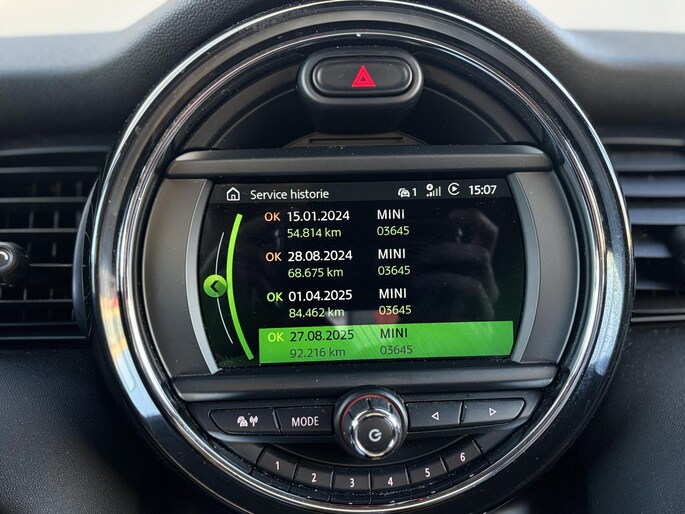 Service historie 1 15:07
OK 15.01.2024 MINI
54.814 km 03645
OK 28.08.2024 MINI
68.675 km 03645
OK 01.04.2025 MINI
84.462 km 03645
OK 27.08.2025 MINI
92.216 km 03645
MODE
1 2 3 4 5 6